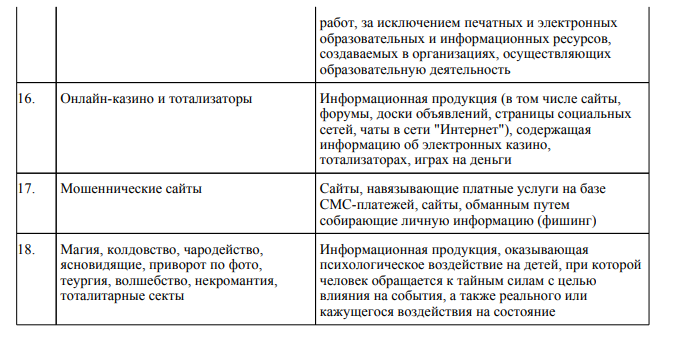 работ, за исключением печатных и электронных
образовательных и информационных ресурсов,
создаваемых в организациях, осуществляющих
образовательную деятельность
16. Онлайн-казино и тотализаторы Информационная продукция (в том числе сайты,
форумы, доски объявлений, страницы социальных
сетей, чаты в сети "Интернет"), содержащая
информацию об электронных казино,
тотализаторах, играх на деньги
17. Мошеннические сайты Сайты, навязывающие платные услуги на базе
СМС-платежей, сайты, обманным путем
собирающие личную информацию (фишинг)
18. Магия, колдовство, чародейство, Информационная продукция, оказывающая
ясновидящие, приворот по фото, психологическое воздействие на детей, при которой
теургия, волшебство, некромантия, человек обращается к тайным силам с целью
тоталитарные секты влияния на события, а также реального или
кажущегося воздействия на состояние